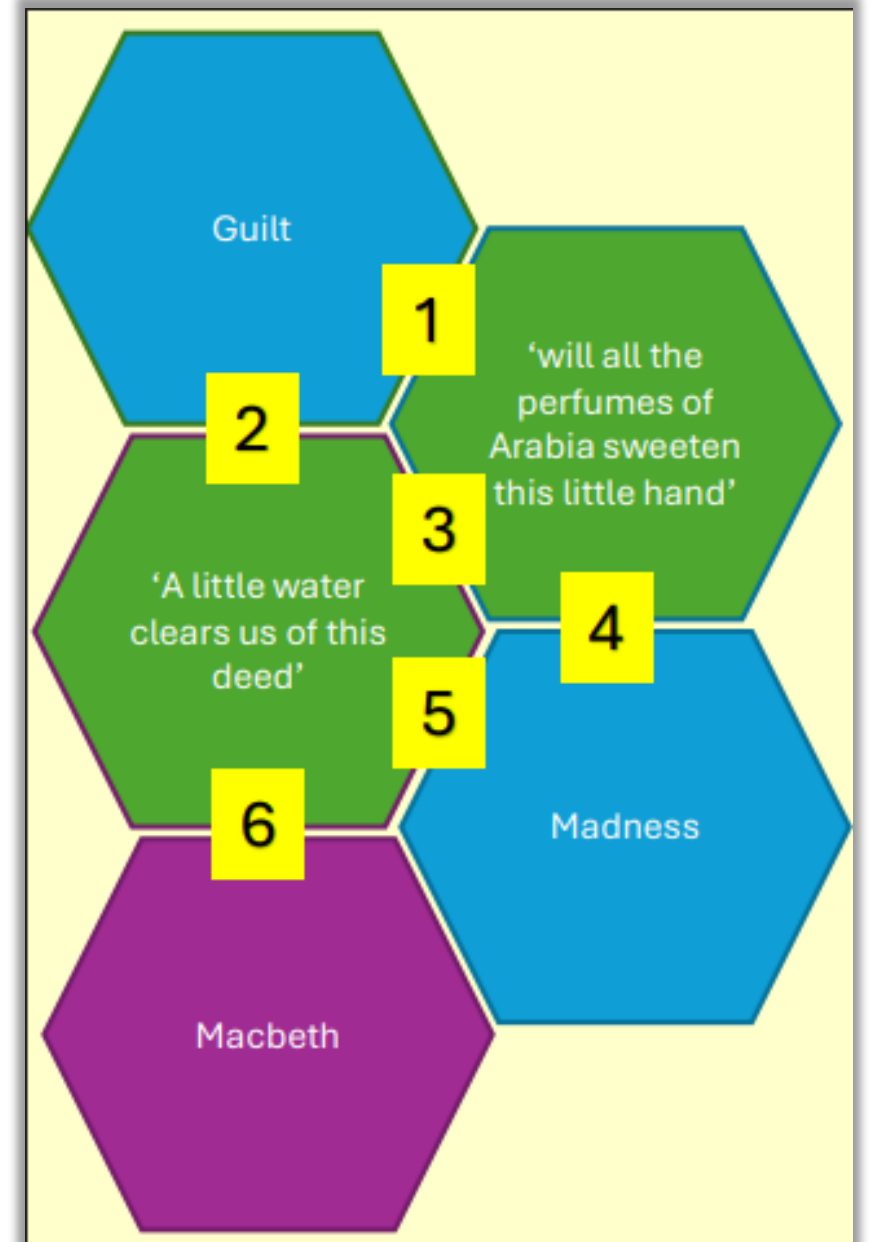 Guilt
1
‘will all the
perfumes of
Arabia sweeten
this little hand’
2
3
‘A little water
clears us of this
deed’
4
5
Madness
6
Macbeth